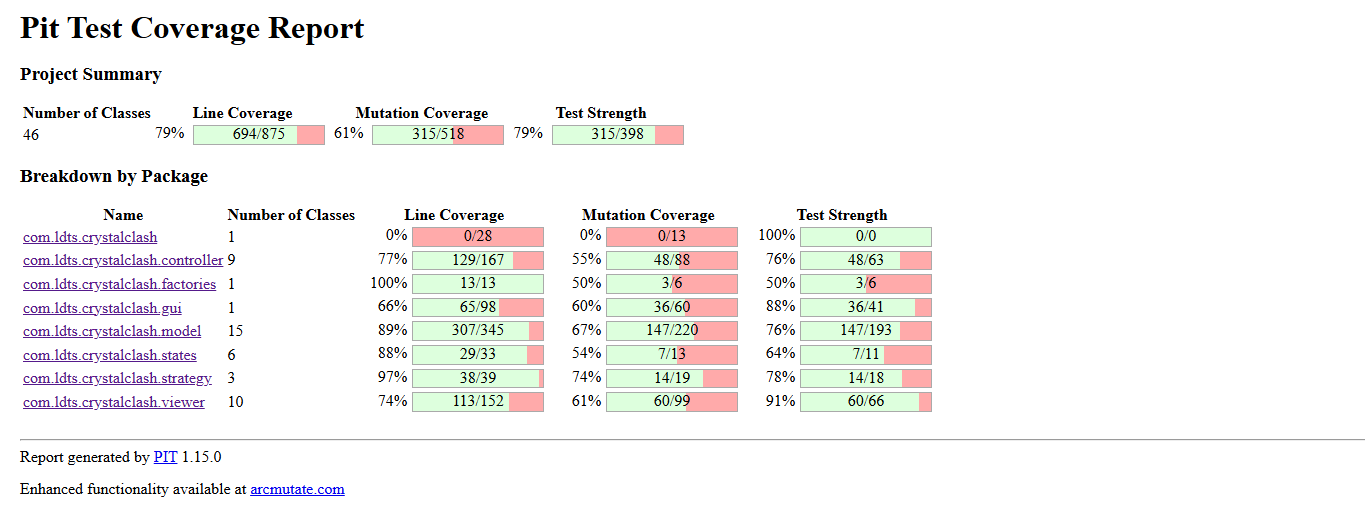 Pit Test Coverage Report
Project Summary
Number of Classes Line Coverage Mutation Coverage Test Strength
46 79% 694/875 61% 315/518 79% 315/398
Breakdown by Package
Name Number of Classes Line Coverage Mutation Coverage Test Strength
com.ldts.crystalclash 1 0% 0/28 0% 0/13 100% 0/0
com.ldts.crystalclash.controller 9 77% 129/167 55% 48/88 76% 48/63
com.ldts.crystalclash.factories 1 100% 13/13 50% 3/6 50% 3/6
com.ldts.crystalclash.gui 1 66% 65/98 60% 36/60 88% 36/41
com.ldts.crystalclash.model 15 89% 307/345 67% 147/220 76% 147/193
com.ldts.crystalclash.states 6 88% 29/33 54% 7/13 64% 7/11
com.ldts.crystalclash.strategy 3 97% 38/39 74% 14/19 78% 14/18
com.ldts.crystalclash.viewer 10 74% 113/152 61% 60/99 91% 60/66
Report generated by PIT 1.15.0
Enhanced functionality available at arcmutate.com